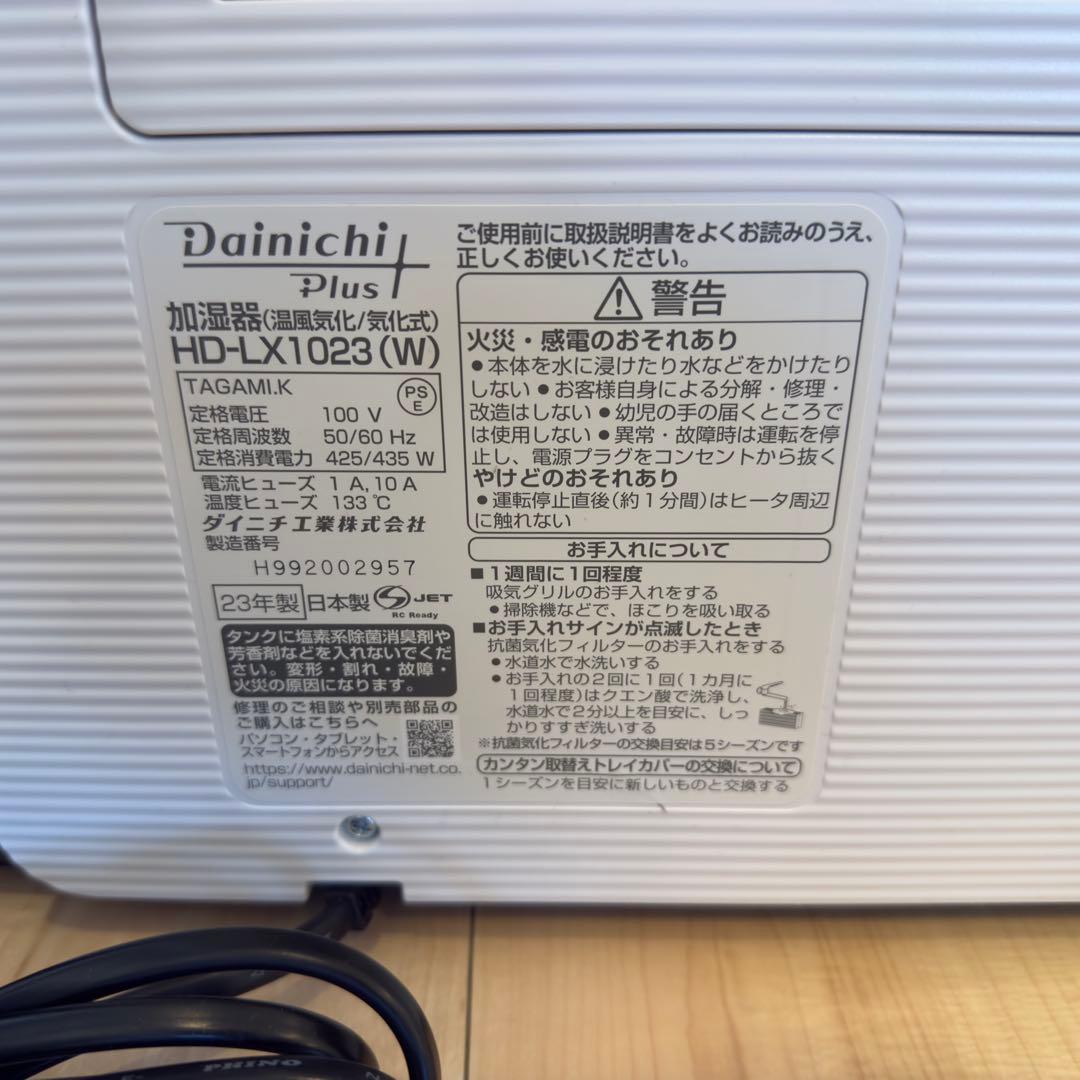 Dainichi
Plus
加湿器(温風気化/気化式)
HD-LX1023(W)
TAGAMI.K
PS
E
定格電圧 100 V
定格周波数 50/60 Hz
定格消費電力 425/435 W
電流ヒューズ 1 A,10 A
温度ヒューズ 133 ℃
ダイニチ工業株式会社
製造番号
H992002957
23年製 日本製 S JET
RC Ready
タンクに塩素系除菌消臭剤や
芳香剤などを入れないでくだ
さい。変形・割れ・故障・
火災の原因になります。
修理のご相談や別売部品の
ご購入はこちらへ
パソコン・タブレット・
スマートフォンからアクセス
https://www.dainichi-net.co.
jp/support/
ご使用前に取扱説明書をよくお読みのうえ、
正しくお使いください。
警告
火災・感電のおそれあり
●本体を水に浸けたり水などをかけたり
しない ●お客様自身による分解・修理・
改造はしない ●幼児の手の届くところで
は使用しない ●異常・故障時は運転を停
止し、電源プラグをコンセントから抜く
やけどのおそれあり
●運転停止直後(約1分間)はヒータ周辺
に触れない
お手入れについて
■1週間に1回程度
吸気グリルのお手入れをする
●掃除機などで、ほこりを吸い取る
■お手入れサインが点滅したとき
抗菌気化フィルターのお手入れをする
●水道水で水洗いする
●お手入れの2回に1回(1カ月に
1回程度)はクエン酸で洗浄し、
水道水で2分以上を目安に、しっ
かりすすぎ洗いする
※抗菌気化フィルターの交換目安は5シーズンです
カンタン取替えトレイカバーの交換について
1シーズンを目安に新しいものと交換する
PHINO